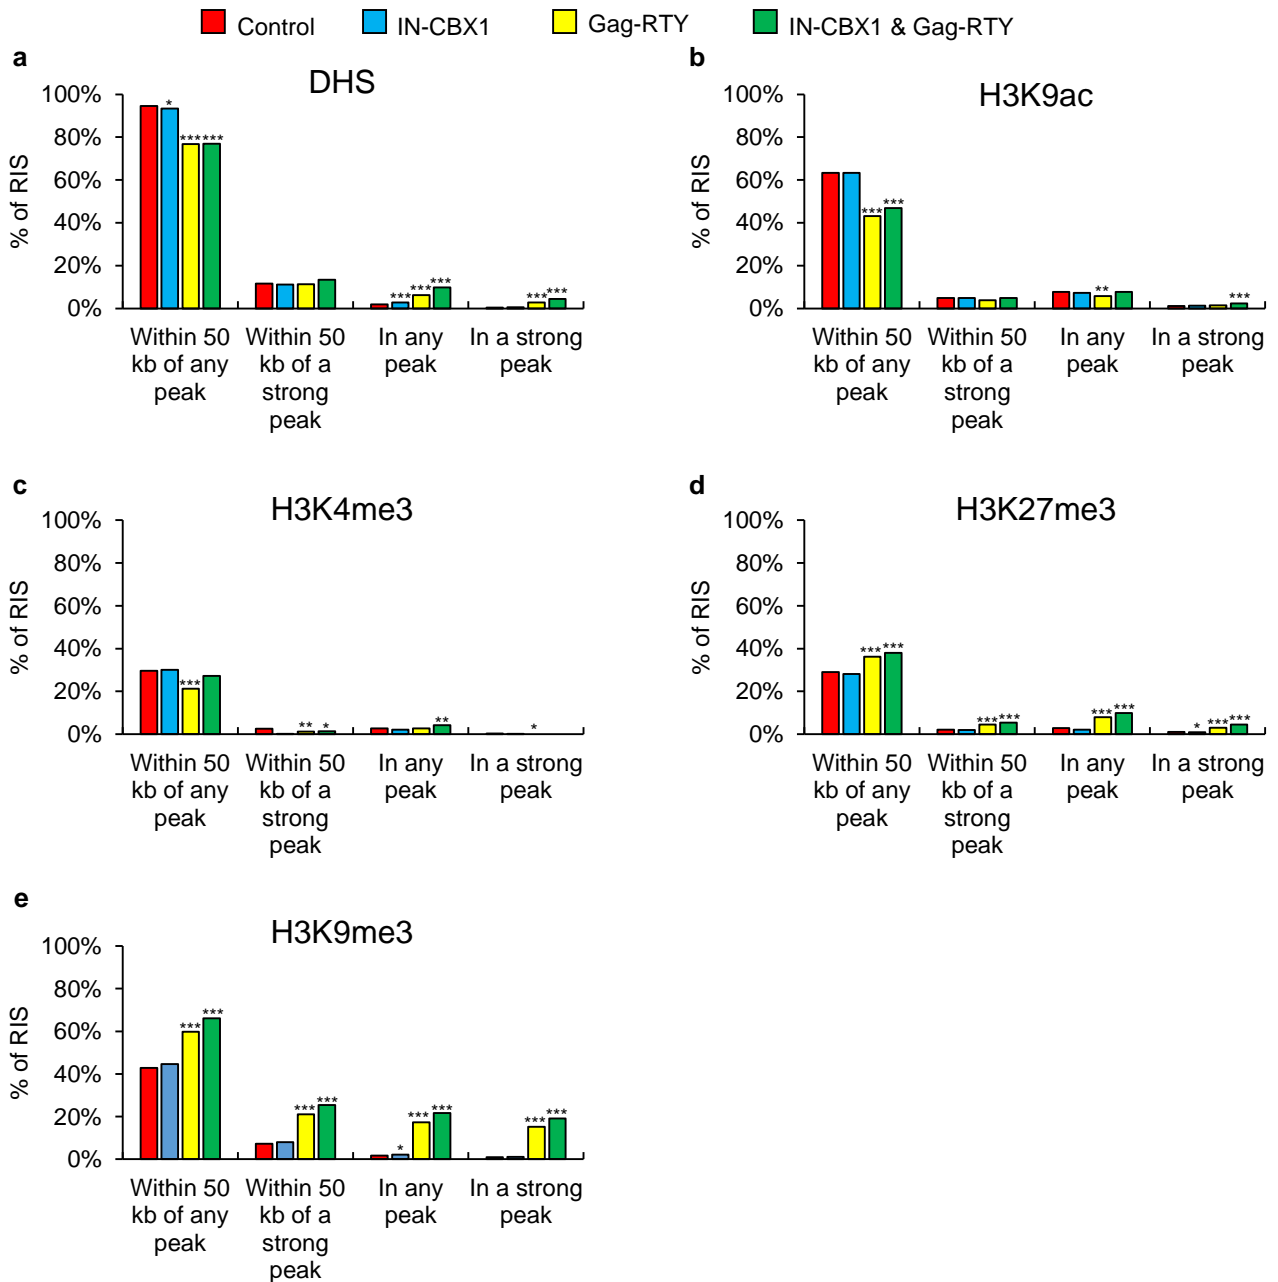 Control IN-CBX1 Gag-RTY IN-CBX1 & Gag-RTY
a
DHS
% of RIS
100%
80%
60%
40%
20%
0%
*
***
***
***
***
***
***
***
Within 50 kb of any peak
Within 50 kb of a strong peak
In any peak
In a strong peak
b
H3K9ac
% of RIS
100%
80%
60%
40%
20%
0%
***
***
**
***
Within 50 kb of any peak
Within 50 kb of a strong peak
In any peak
In a strong peak
c
H3K4me3
% of RIS
100%
80%
60%
40%
20%
0%
***
**
*
**
*
Within 50 kb of any peak
Within 50 kb of a strong peak
In any peak
In a strong peak
d
H3K27me3
% of RIS
100%
80%
60%
40%
20%
0%
***
***
***
***
***
***
*
***
***
Within 50 kb of any peak
Within 50 kb of a strong peak
In any peak
In a strong peak
e
H3K9me3
% of RIS
100%
80%
60%
40%
20%
0%
***
***
***
***
*
***
***
***
***
Within 50 kb of any peak
Within 50 kb of a strong peak
In any peak
In a strong peak